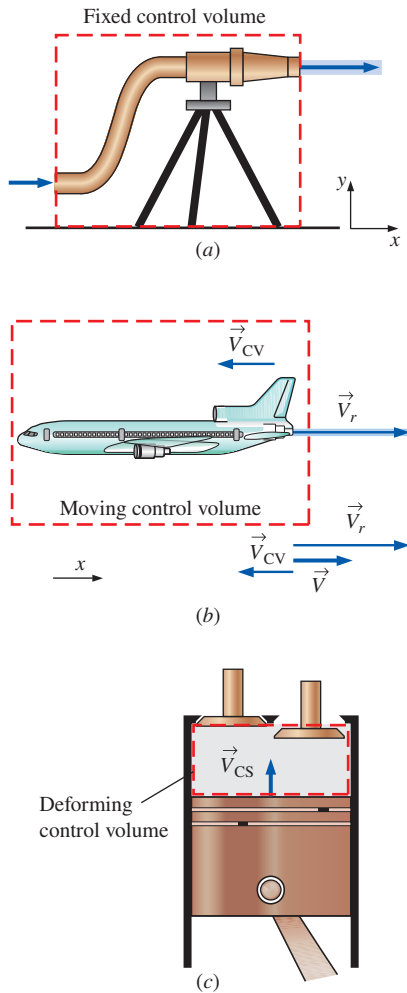 Fixed control volume
y
x
(a)
V⃗CV
V⃗r
Moving control volume
V⃗r
V⃗CV
V⃗
x
(b)
V⃗CS
Deforming
control volume
(c)